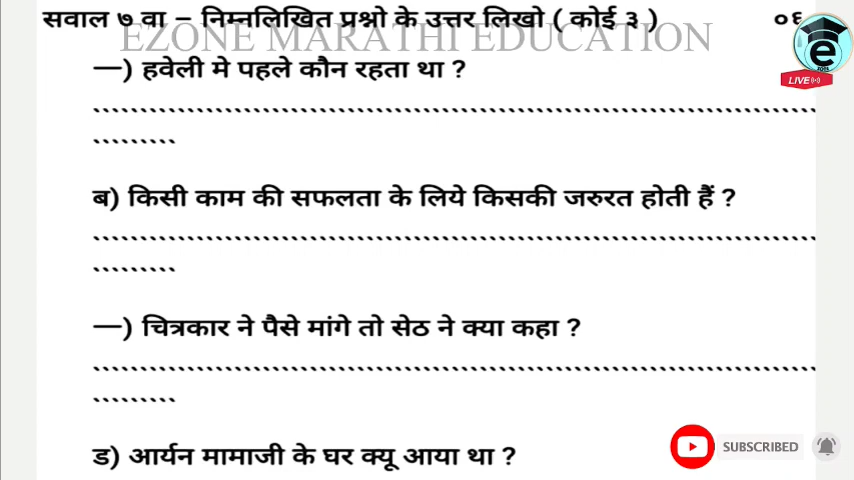 सवाल ७ वा – निम्नलिखित प्रश्नो के उत्तर लिखो ( कोई ३ ) ०६
EZONE MARATHI EDUCATION
e
EZONE
LIVE
—) हवेली मे पहले कौन रहता था ?
ब) किसी काम की सफलता के लिये किसकी जरुरत होती हैं ?
—) चित्रकार ने पैसे मांगे तो सेठ ने क्या कहा ?
ड) आर्यन मामाजी के घर क्यू आया था ?
SUBSCRIBED